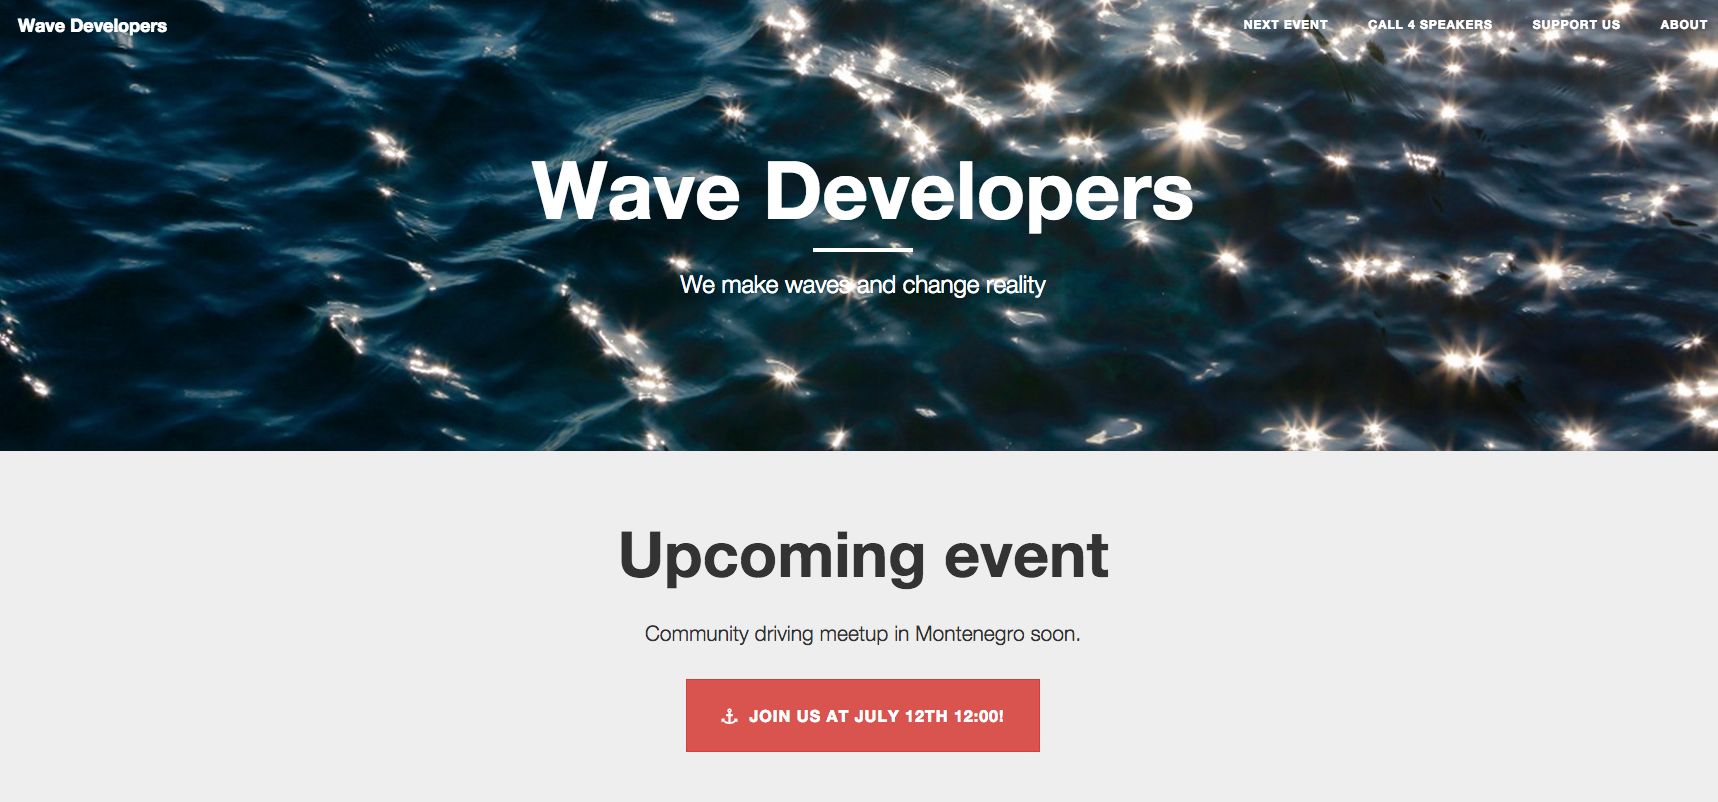 Wave Developers
NEXT EVENT CALL 4 SPEAKERS SUPPORT US ABOUT
Wave Developers
We make waves and change reality
Upcoming event
Community driving meetup in Montenegro soon.
JOIN US AT JULY 12TH 12:00!